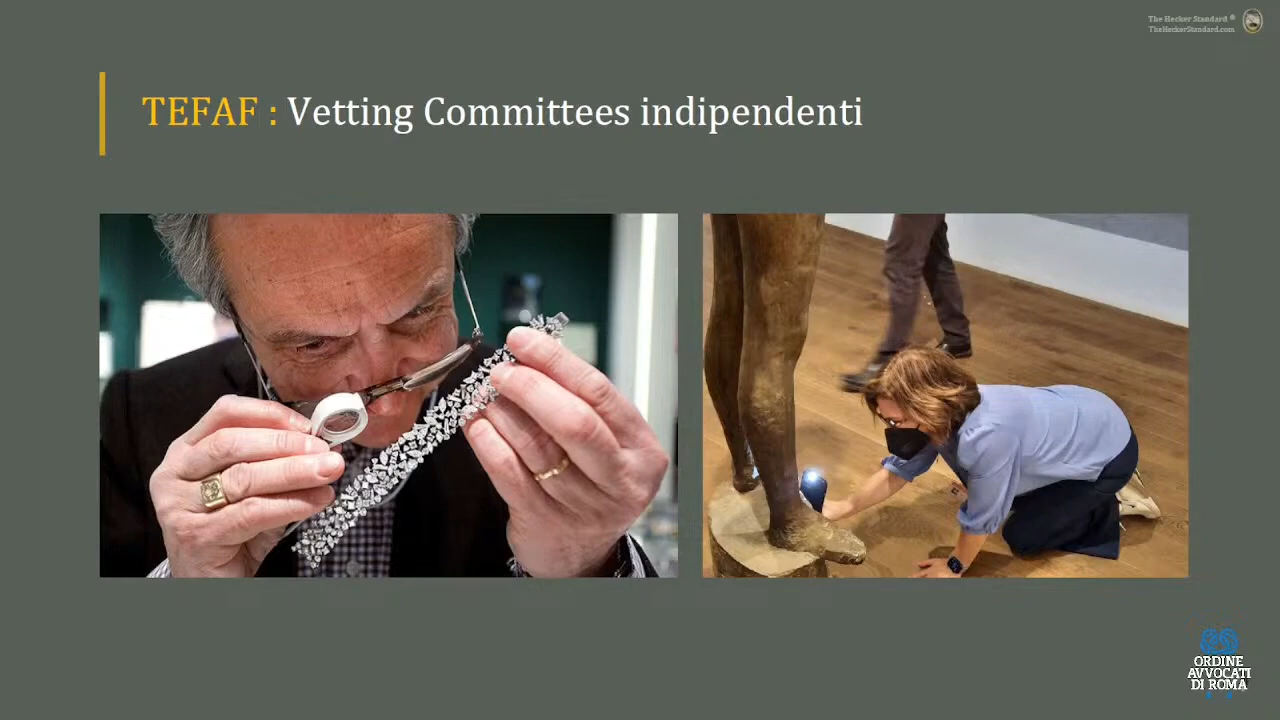 The Hecker Standard ®
TheHeckerStandard.com
TEFAF : Vetting Committees indipendenti
ORDINE
AVVOCATI
DI ROMA